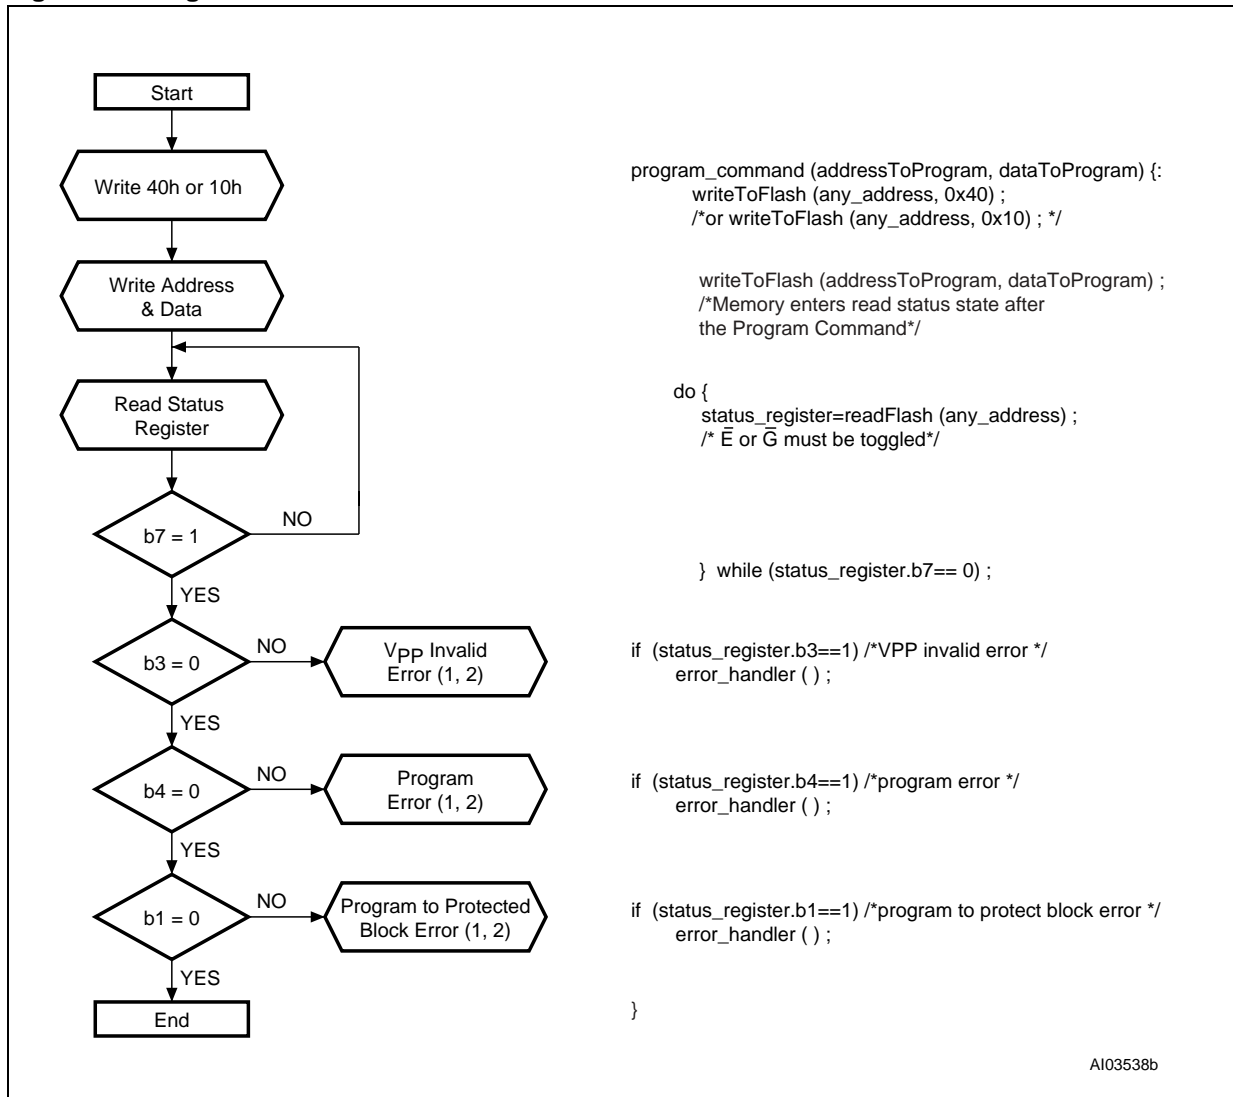 Start
Write 40h or 10h
Write Address
& Data
Read Status
Register
b7 = 1
NO
YES
b3 = 0
NO
VPP Invalid
Error (1, 2)
YES
b4 = 0
NO
Program
Error (1, 2)
YES
b1 = 0
NO
Program to Protected
Block Error (1, 2)
YES
End
program_command (addressToProgram, dataToProgram) {:
writeToFlash (any_address, 0x40) ;
/*or writeToFlash (any_address, 0x10) ; */
writeToFlash (addressToProgram, dataToProgram) ;
/*Memory enters read status state after
the Program Command*/
do {
status_register=readFlash (any_address) ;
/* E̅ or G̅ must be toggled*/
} while (status_register.b7== 0) ;
if (status_register.b3==1) /*VPP invalid error */
error_handler ( ) ;
if (status_register.b4==1) /*program error */
error_handler ( ) ;
if (status_register.b1==1) /*program to protect block error */
error_handler ( ) ;
}
AI03538b